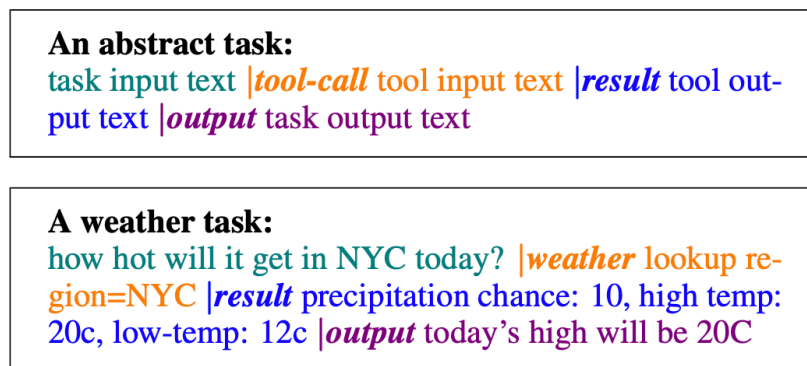 An abstract task:
task input text |tool-call tool input text |result tool out-
put text |output task output text
A weather task:
how hot will it get in NYC today? |weather lookup re-
gion=NYC |result precipitation chance: 10, high temp:
20c, low-temp: 12c |output today's high will be 20C